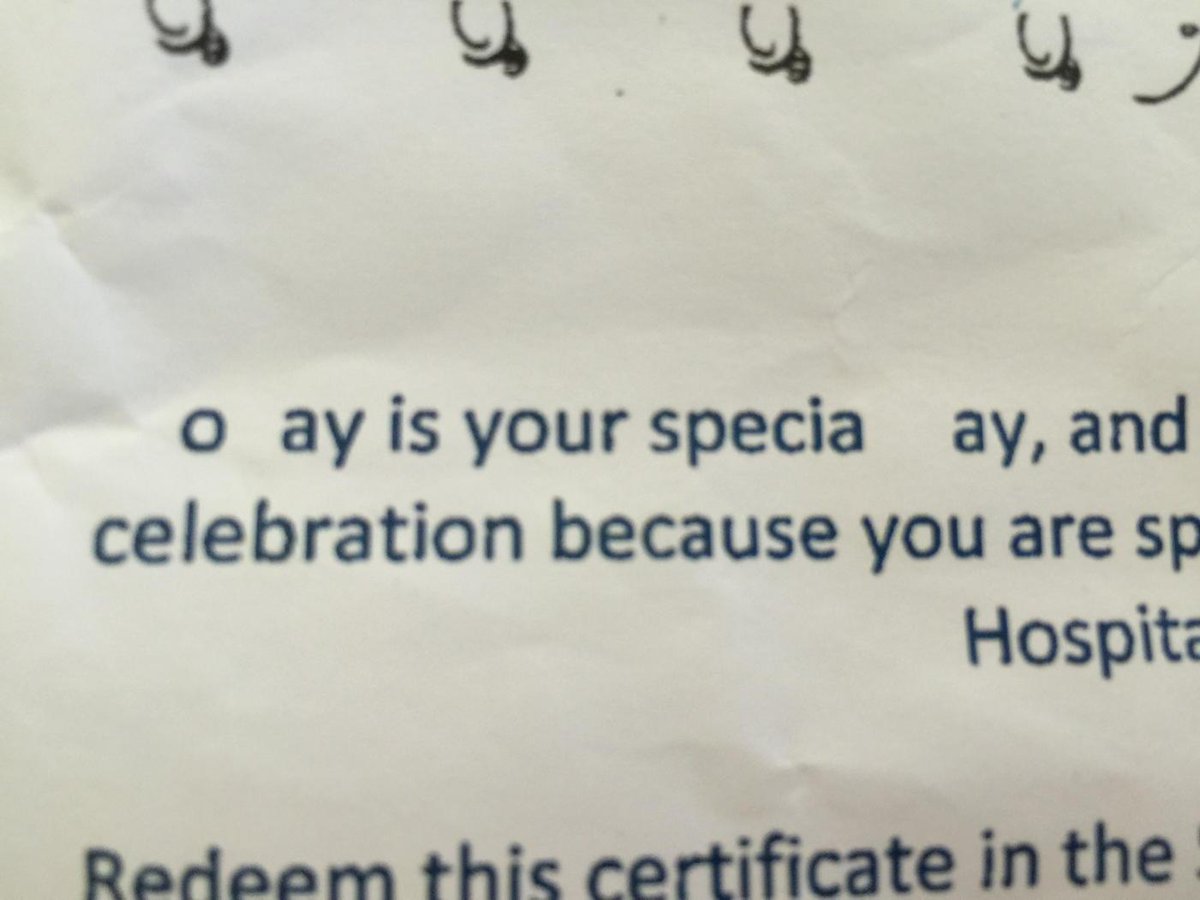 o ay is your specia ay, and
celebration because you are sp
Hospita
Redeem this certificate in the